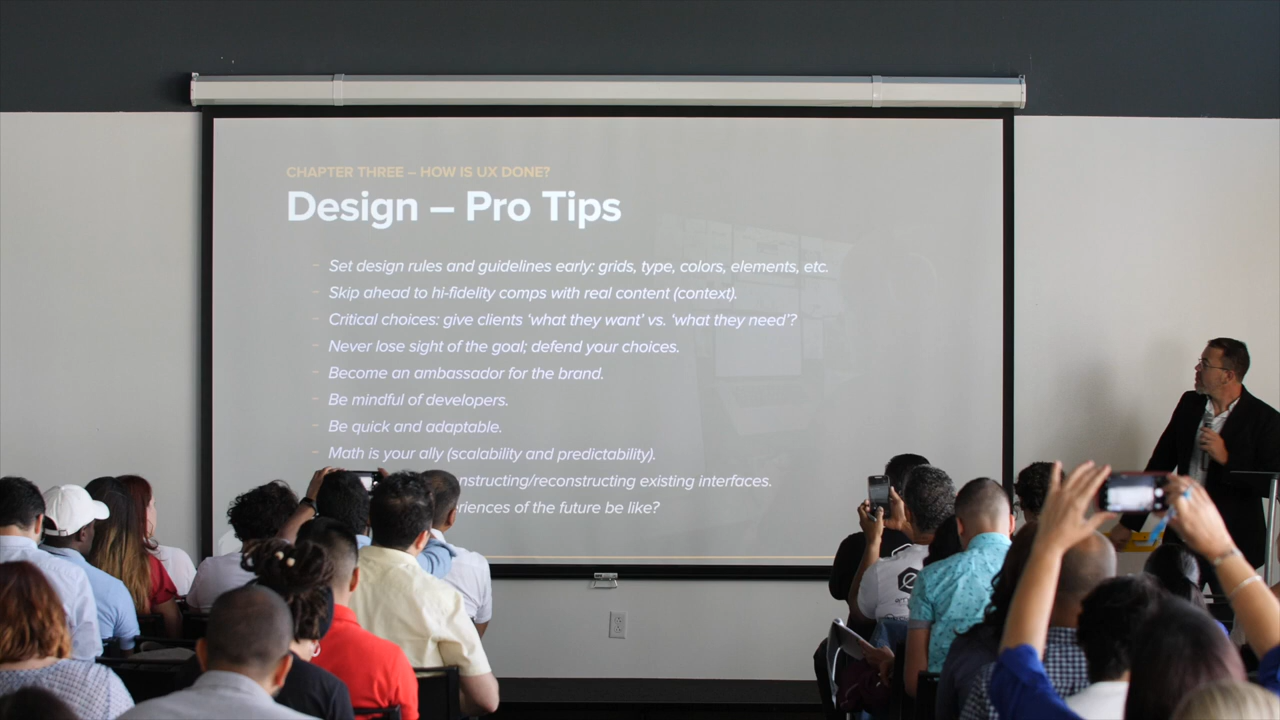 CHAPTER THREE – HOW IS UX DONE?
Design – Pro Tips
– Set design rules and guidelines early: grids, type, colors, elements, etc.
– Skip ahead to hi-fidelity comps with real content (context).
– Critical choices: give clients ‘what they want’ vs. ‘what they need’?
– Never lose sight of the goal; defend your choices.
– Become an ambassador for the brand.
– Be mindful of developers.
– Be quick and adaptable.
– Math is your ally (scalability and predictability).
nstructing/reconstructing existing interfaces.
riences of the future be like?